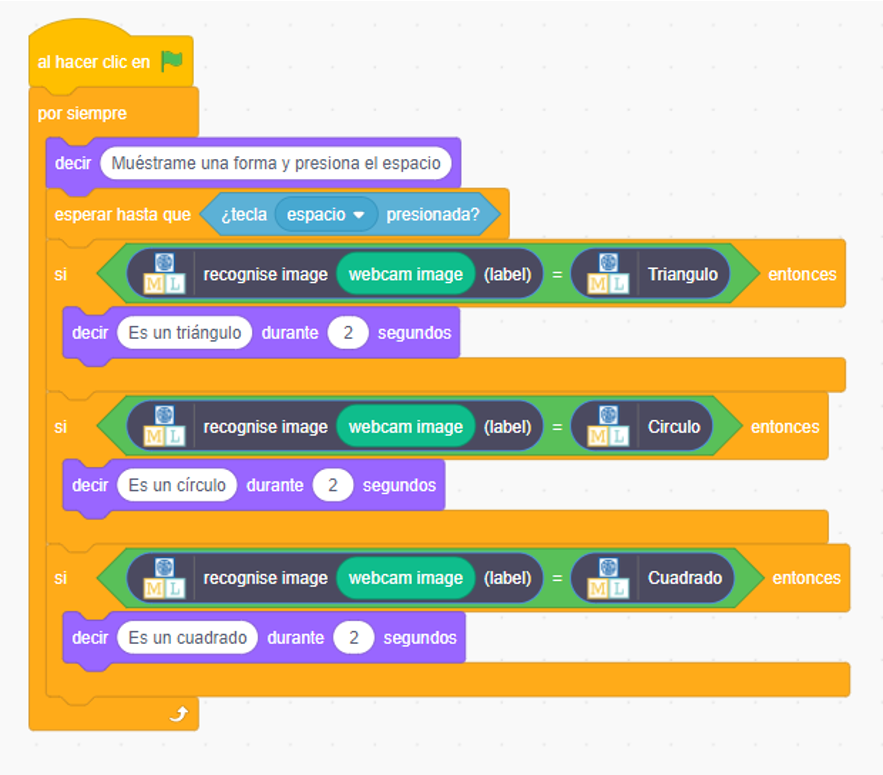 al hacer clic en
por siempre
decir Muéstrame una forma y presiona el espacio
esperar hasta que ¿tecla espacio presionada?
si ML recognise image webcam image (label) = ML Triangulo entonces
decir Es un triángulo durante 2 segundos
si ML recognise image webcam image (label) = ML Circulo entonces
decir Es un círculo durante 2 segundos
si ML recognise image webcam image (label) = ML Cuadrado entonces
decir Es un cuadrado durante 2 segundos